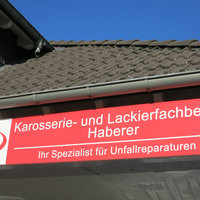 Karosserie- und Lackierfachbe
Haberer
Ihr Spezialist für Unfallreparaturen